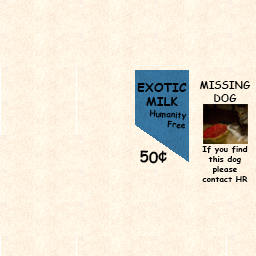 EXOTIC
MILK
Humanity
Free
50¢
MISSING
DOG
If you find
this dog
please
contact HR